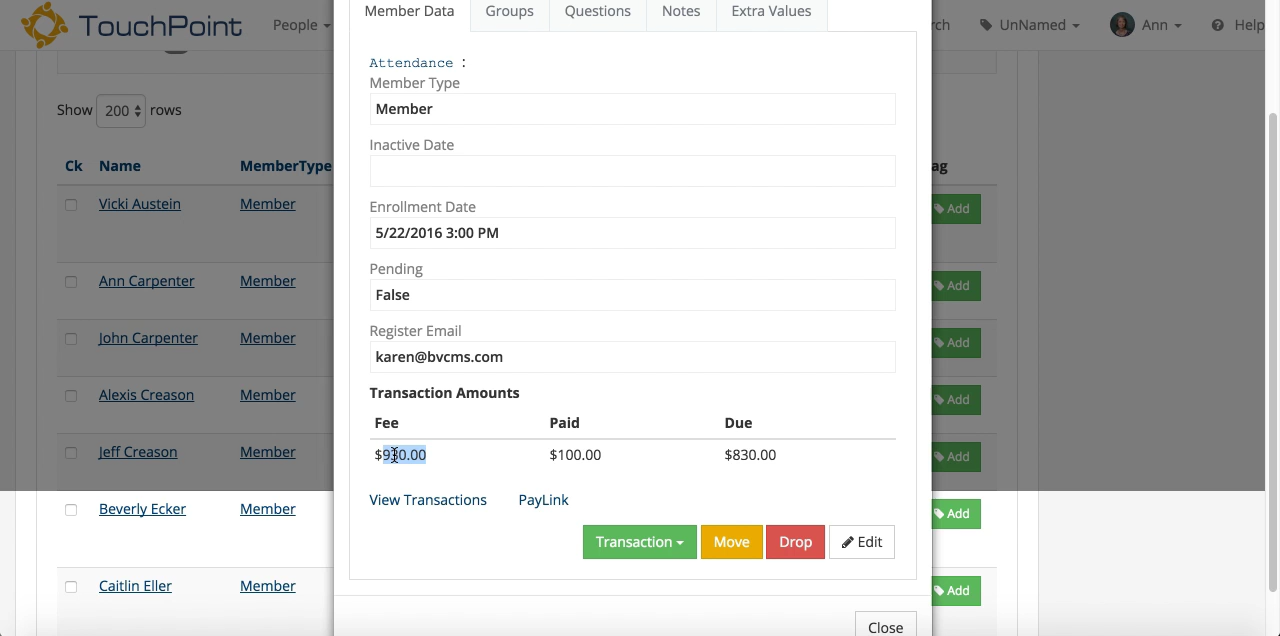 Member Data Groups Questions Notes Extra Values
TouchPoint People rch UnNamed Ann Help
Attendance :
Member Type
Show 200 rows
Member
Inactive Date
Ck Name MemberType ag
Enrollment Date
Vicki Austein Member Add
5/22/2016 3:00 PM
Pending
Ann Carpenter Member Add
False
Register Email
John Carpenter Member Add
karen@bvcms.com
Transaction Amounts
Alexis Creason Member Add
Fee Paid Due
Jeff Creason Member Add
$930.00 $100.00 $830.00
View Transactions PayLink
Beverly Ecker Member Add
Transaction Move Drop Edit
Caitlin Eller Member Add
Close